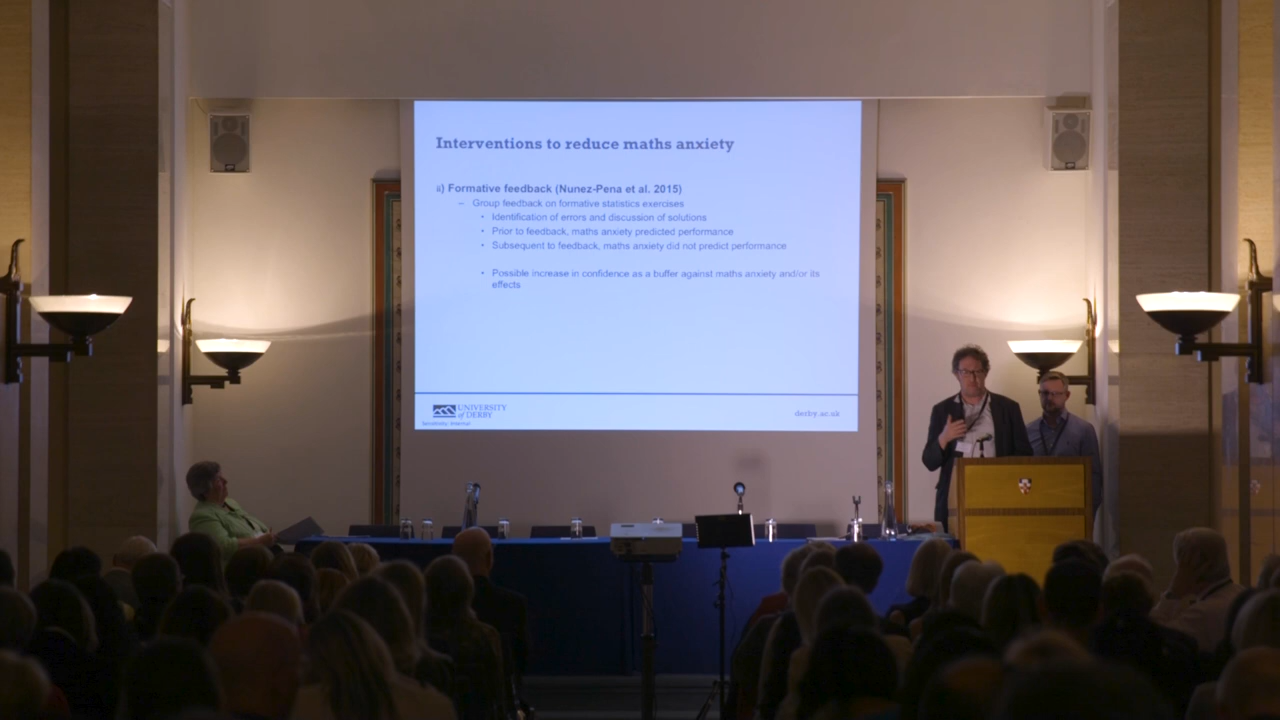 Interventions to reduce maths anxiety
ii) Formative feedback (Nunez-Pena et al. 2015)
– Group feedback on formative statistics exercises
• Identification of errors and discussion of solutions
• Prior to feedback, maths anxiety predicted performance
• Subsequent to feedback, maths anxiety did not predict performance
• Possible increase in confidence as a buffer against maths anxiety and/or its
effects
UNIVERSITY
of DERBY
derby.ac.uk
Sensitivity: Internal